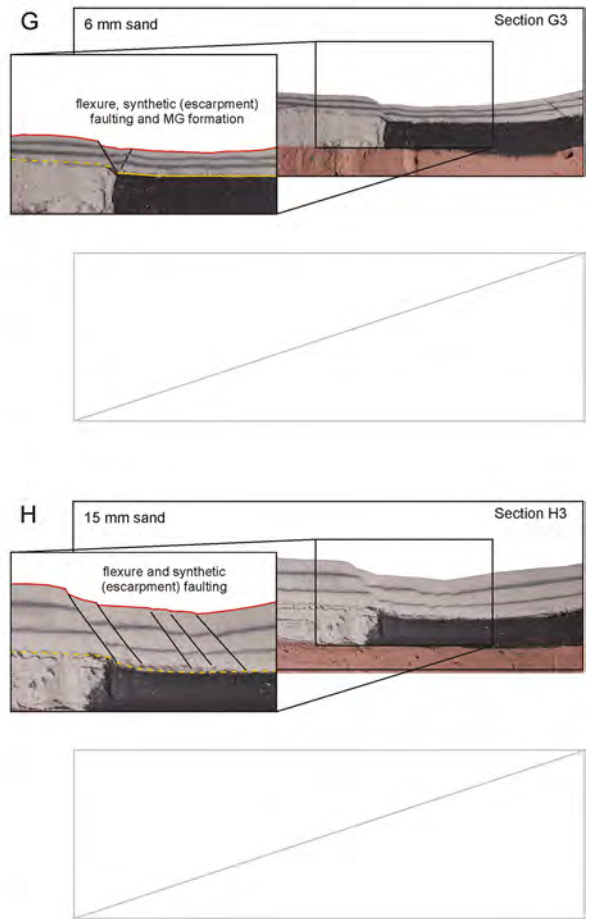 G
6 mm sand
Section G3
flexure, synthetic (escarpment)
faulting and MG formation
H
15 mm sand
Section H3
flexure and synthetic
(escarpment) faulting